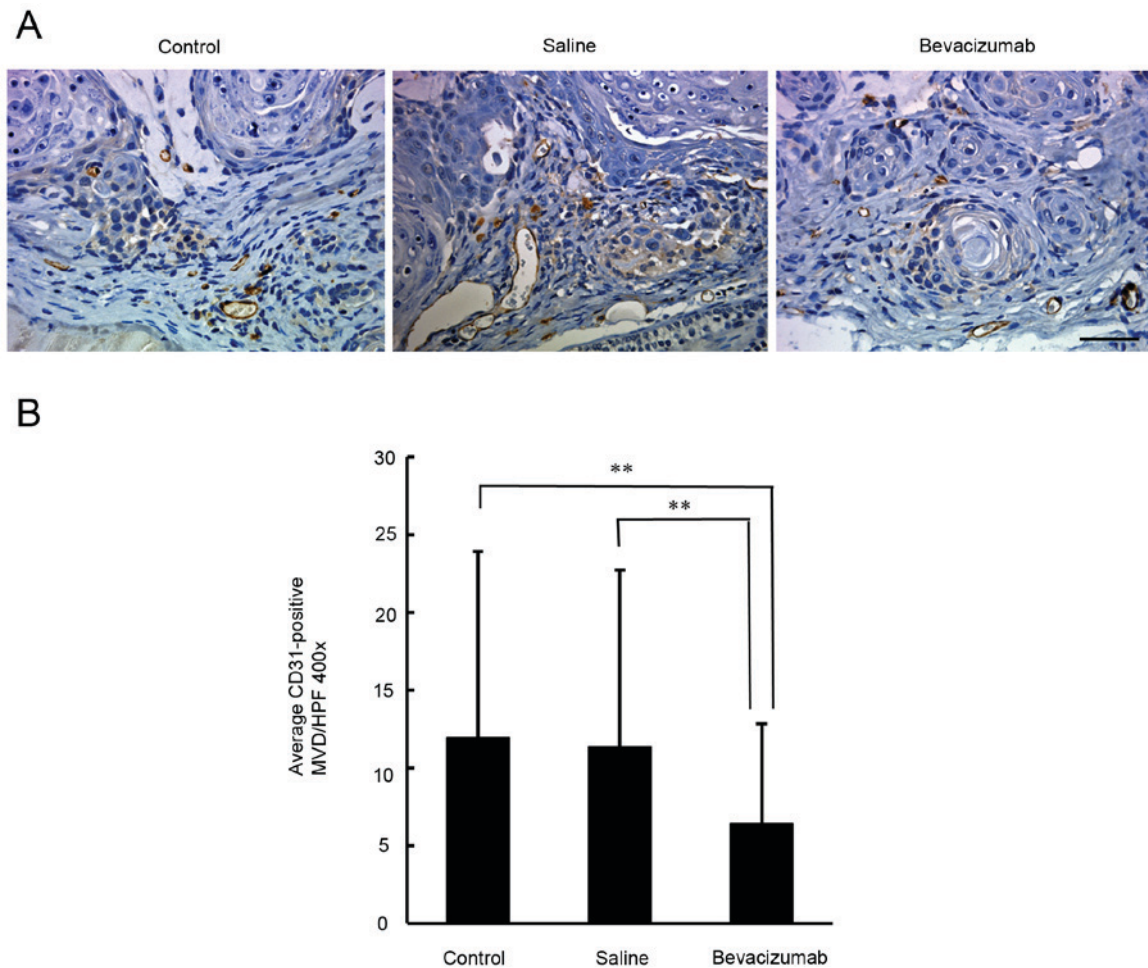 A
Control
Saline
Bevacizumab
B
Average CD31-positive
MVD/HPF 400x
30
25
20
15
10
5
0
**
**
Control
Saline
Bevacizumab